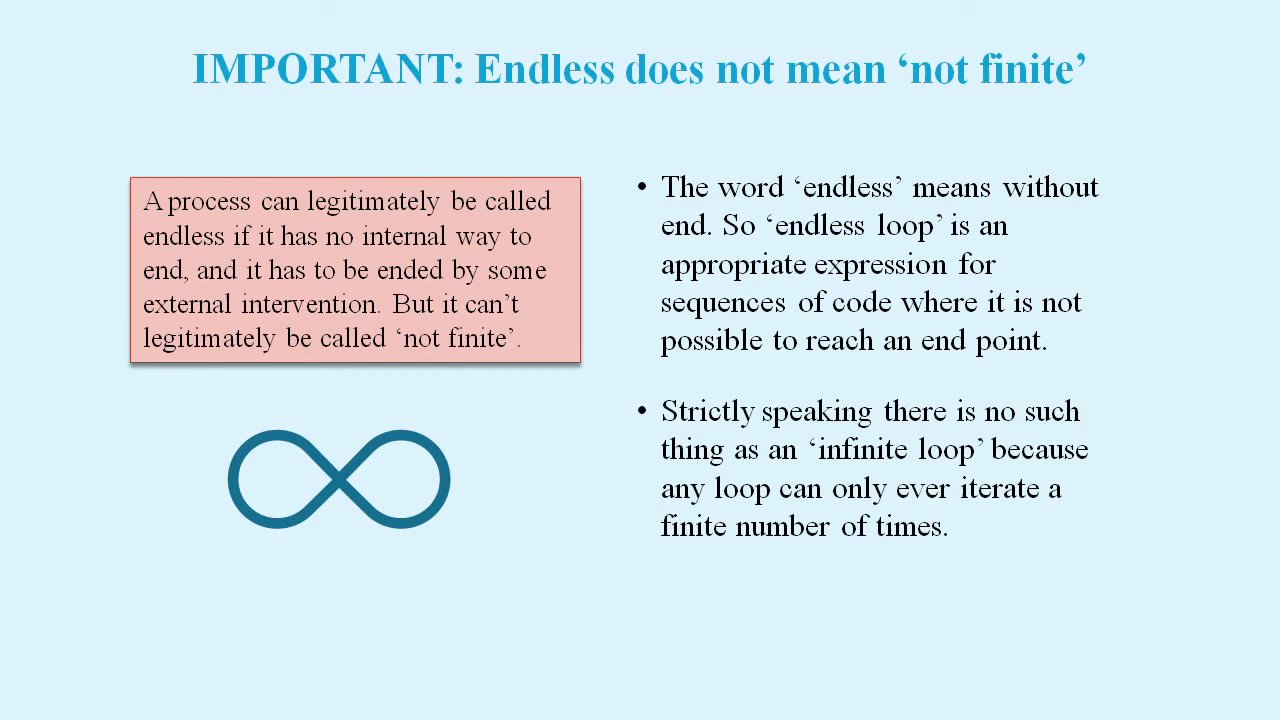 IMPORTANT: Endless does not mean ‘not finite’
A process can legitimately be called
endless if it has no internal way to
end, and it has to be ended by some
external intervention. But it can’t
legitimately be called ‘not finite’.
• The word ‘endless’ means without
end. So ‘endless loop’ is an
appropriate expression for
sequences of code where it is not
possible to reach an end point.
• Strictly speaking there is no such
thing as an ‘infinite loop’ because
any loop can only ever iterate a
finite number of times.